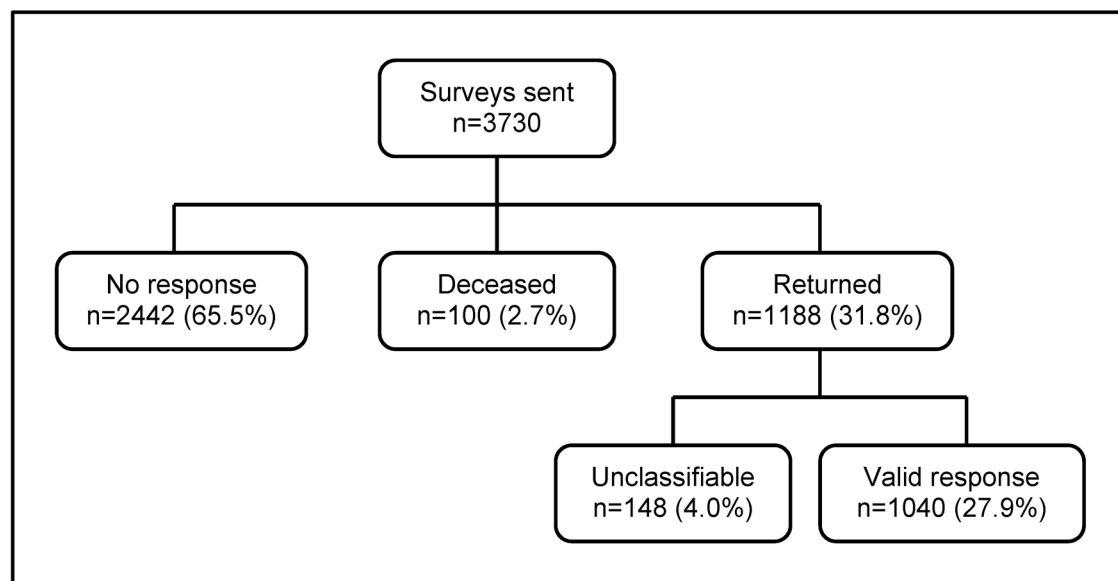 Surveys sent
n=3730
No response
n=2442 (65.5%)
Deceased
n=100 (2.7%)
Returned
n=1188 (31.8%)
Unclassifiable
n=148 (4.0%)
Valid response
n=1040 (27.9%)